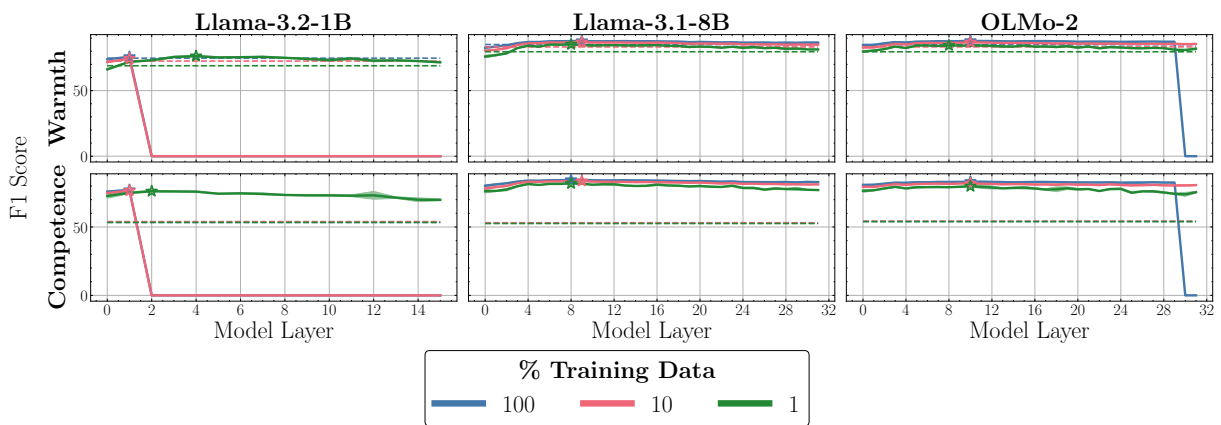 Llama-3.2-1B Llama-3.1-8B OLMo-2
F1 Score
Warmth
50
0
Competence
50
0
0 2 4 6 8 10 12 14
0 4 8 12 16 20 24 28 32
0 4 8 12 16 20 24 28 32
Model Layer Model Layer Model Layer
% Training Data
100 10 1